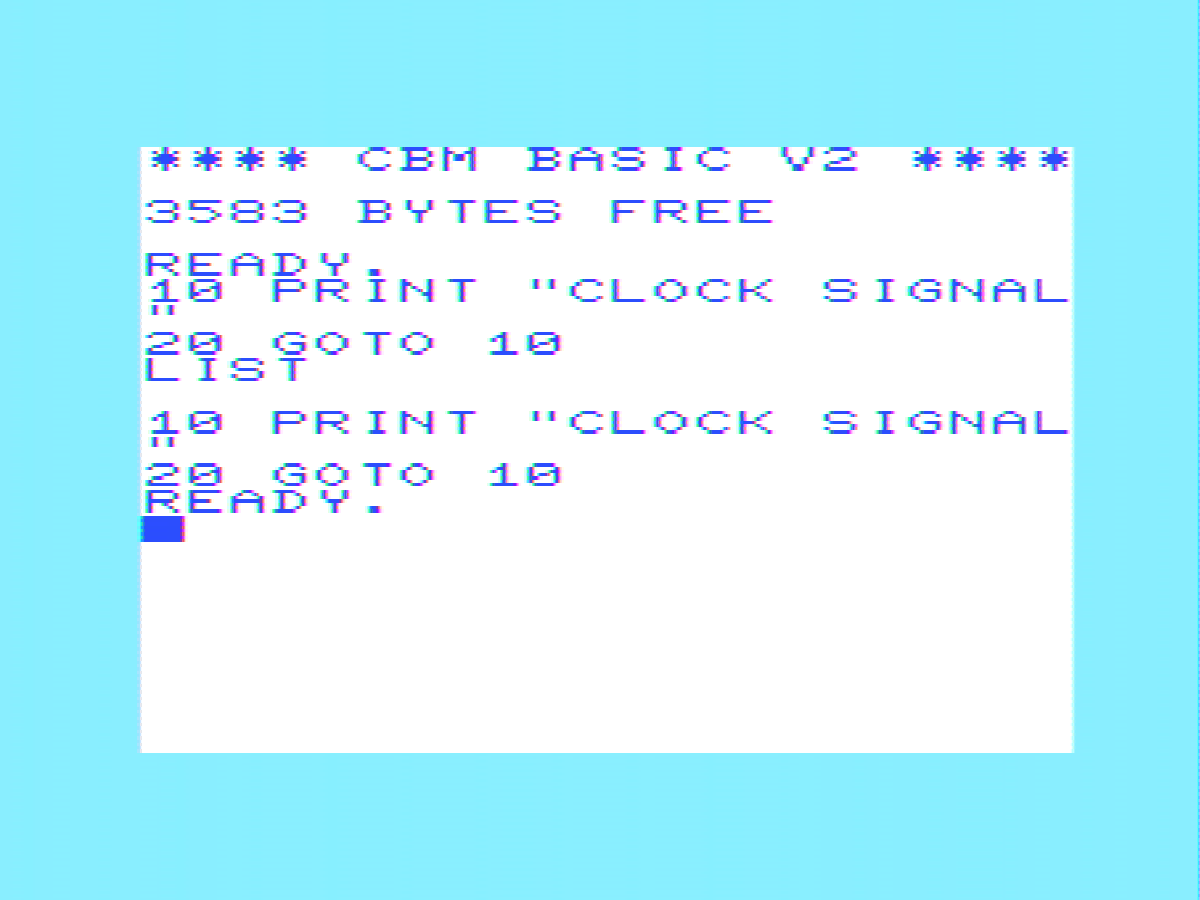 **** CBM BASIC V2 ****
3583 BYTES FREE
READY.
10 PRINT "CLOCK SIGNAL
"
20 GOTO 10
LIST
10 PRINT "CLOCK SIGNAL
"
20 GOTO 10
READY.